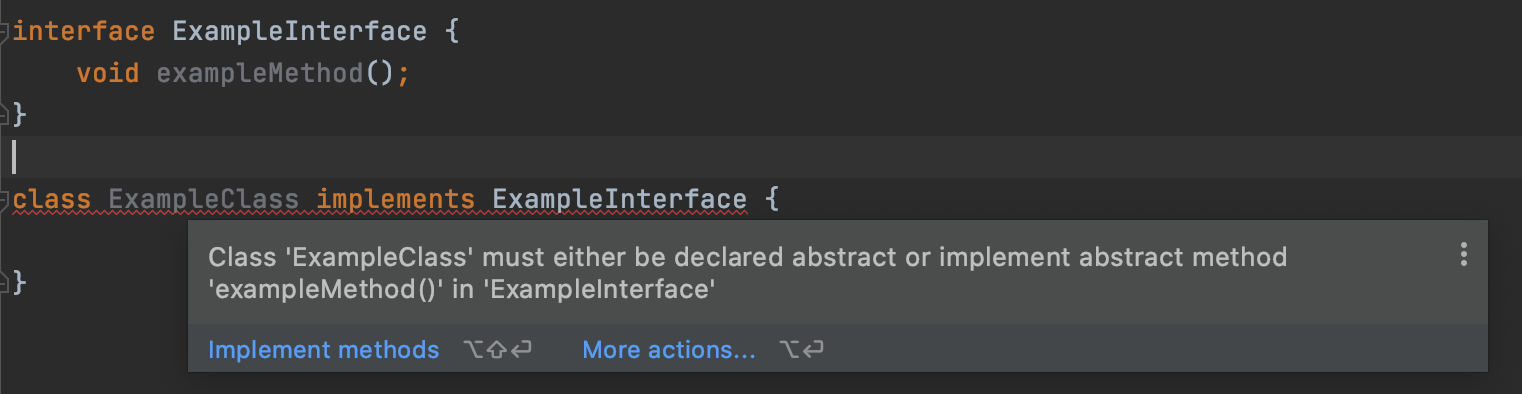 interface ExampleInterface {
    void exampleMethod();
}
class ExampleClass implements ExampleInterface {
Class 'ExampleClass' must either be declared abstract or implement abstract method
'exampleMethod()' in 'ExampleInterface'
}
Implement methods ⌥⇧⏎ More actions... ⌥⏎